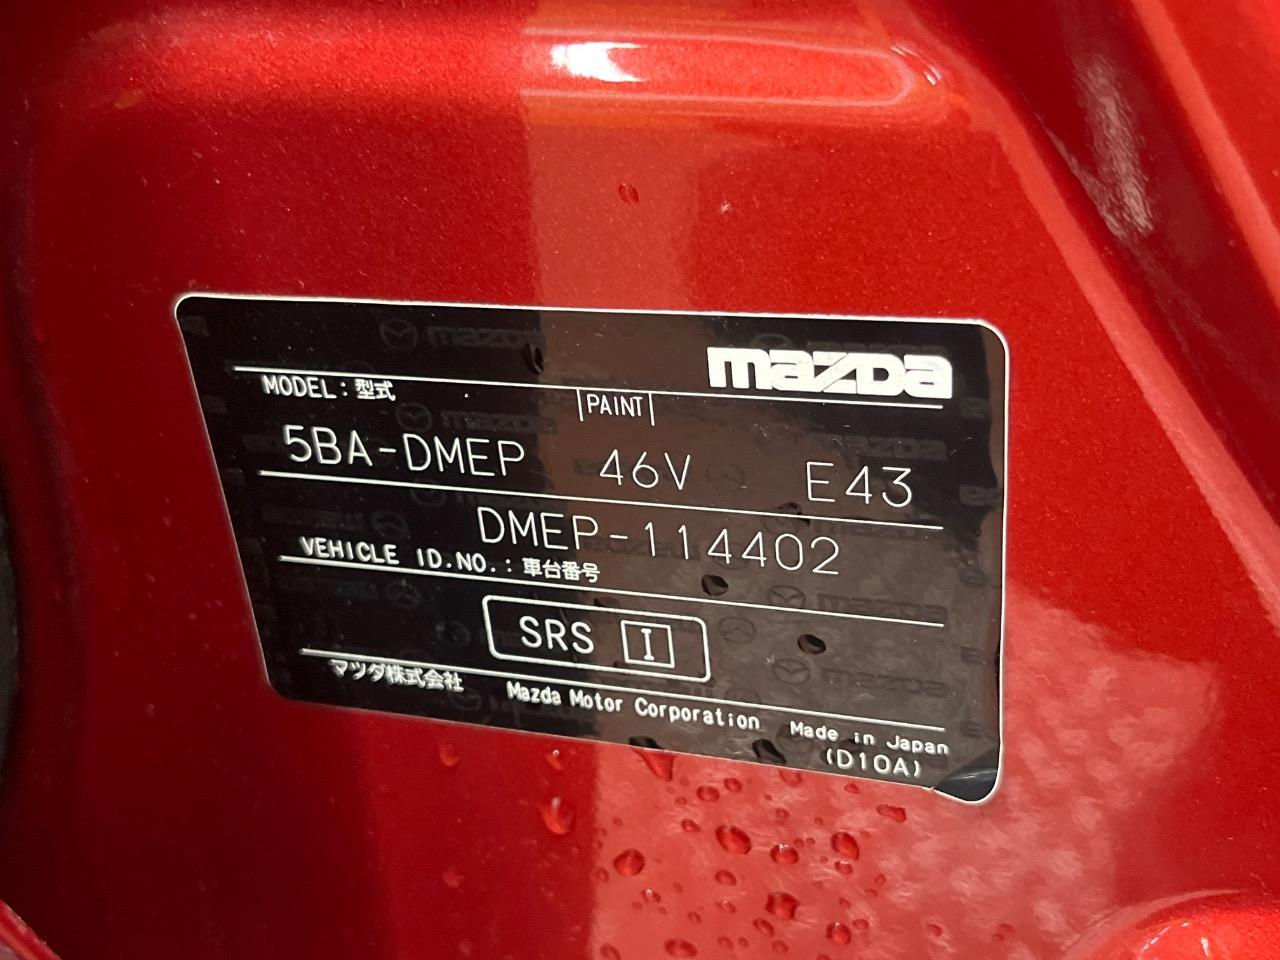 mazda
MODEL：型式
PAINT
5BA-DMEP 46V E43
DMEP-114402
VEHICLE ID.NO.：車台番号
SRS I
マツダ株式会社 Mazda Motor Corporation Made in Japan
(D10A)